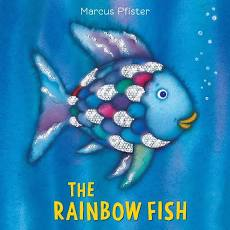 Marcus Pfister
THE
RAINBOW FISH